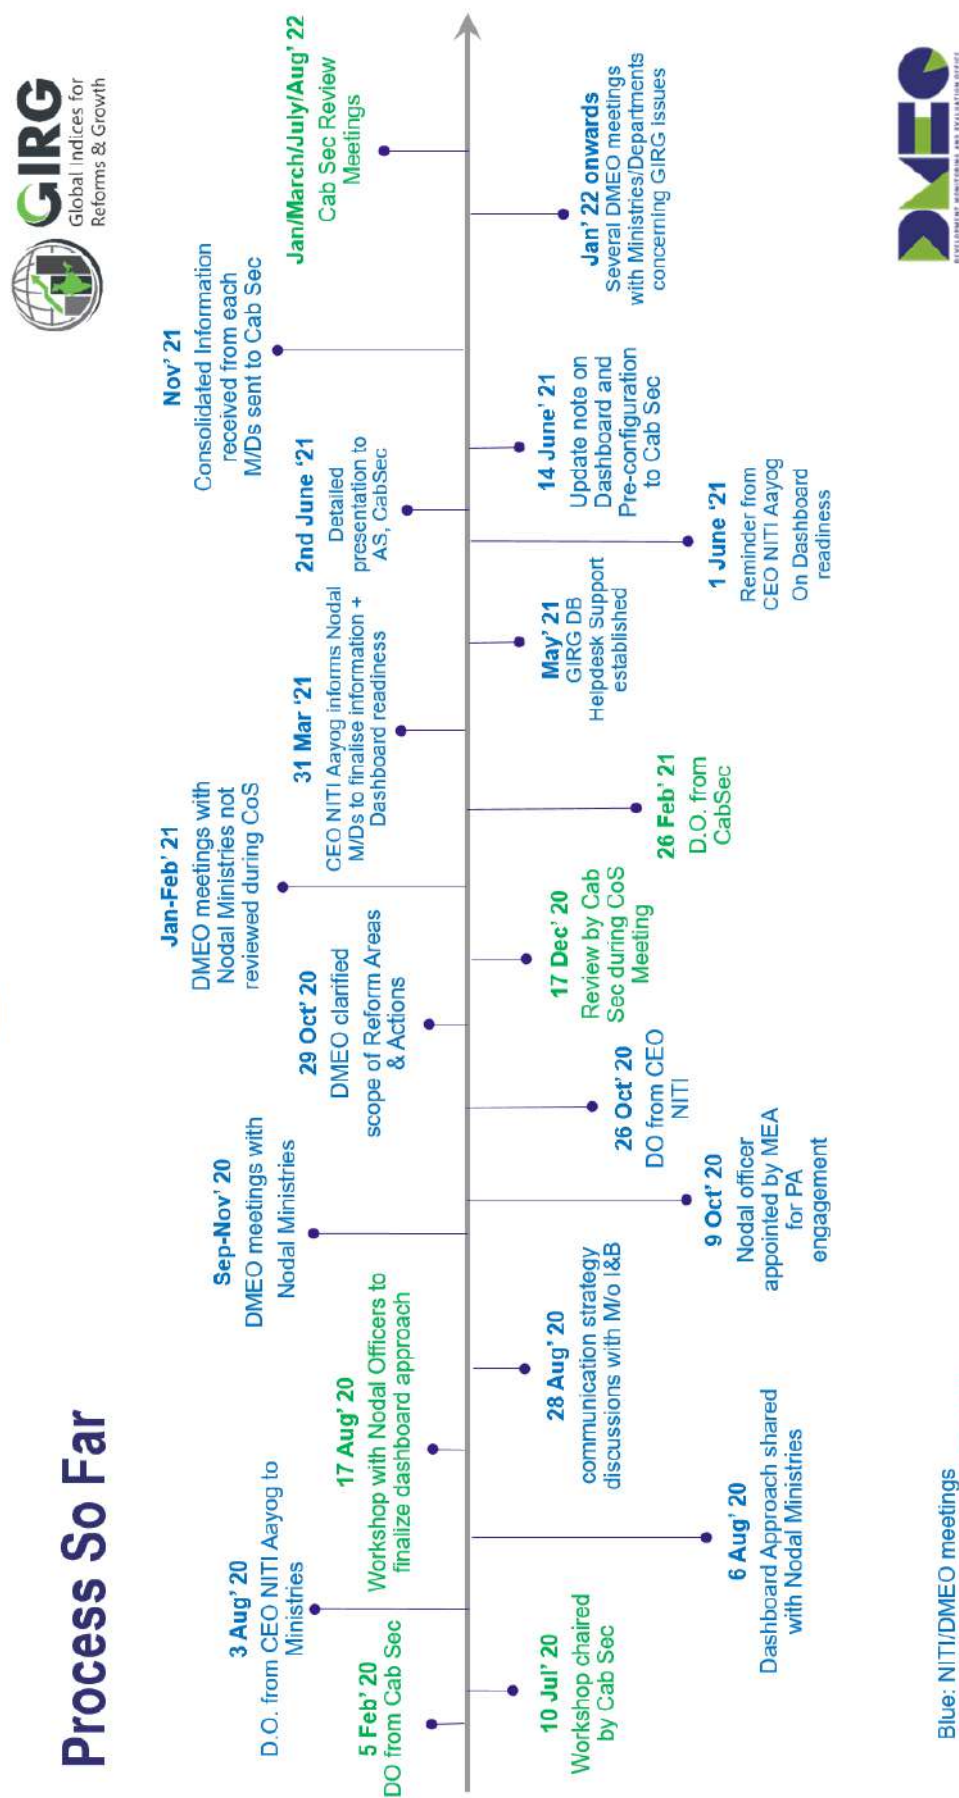 Process So Far
GIRG
Global Indices for
Reforms & Growth
5 Feb' 20
DO from Cab Sec
10 Jul' 20
Workshop chaired
by Cab Sec
3 Aug' 20
D.O. from CEO NITI Aayog to
Ministries
6 Aug' 20
Dashboard Approach shared
with Nodal Ministries
17 Aug' 20
Workshop with Nodal Officers to
finalize dashboard approach
28 Aug' 20
communication strategy
discussions with M/o I&B
Sep-Nov' 20
DMEO meetings with
Nodal Ministries
9 Oct' 20
Nodal officer
appointed by MEA
for PA
engagement
26 Oct' 20
DO from CEO
NITI
29 Oct' 20
DMEO clarified
scope of Reform Areas
& Actions
17 Dec' 20
Review by Cab
Sec during CoS
Meeting
Jan-Feb' 21
DMEO meetings with
Nodal Ministries not
reviewed during CoS
26 Feb' 21
D.O. from
CabSec
31 Mar '21
CEO NITI Aayog informs Nodal
M/Ds to finalise information +
Dashboard readiness
May' 21
GIRG DB
Helpdesk Support
established
1 June '21
Reminder from
CEO NITI Aayog
On Dashboard
readiness
2nd June '21
Detailed
presentation to
AS, CabSec
14 June' 21
Update note on
Dashboard and
Pre-configuration
to Cab Sec
Nov' 21
Consolidated Information
received from each
M/Ds sent to Cab Sec
Jan' 22 onwards
Several DMEO meetings
with Ministries/Departments
concerning GIRG issues
Jan/March/July/Aug' 22
Cab Sec Review
Meetings
Blue: NITI/DMEO meetings
DMEO
DEVELOPMENT MONITORING AND EVALUATION OFFICE